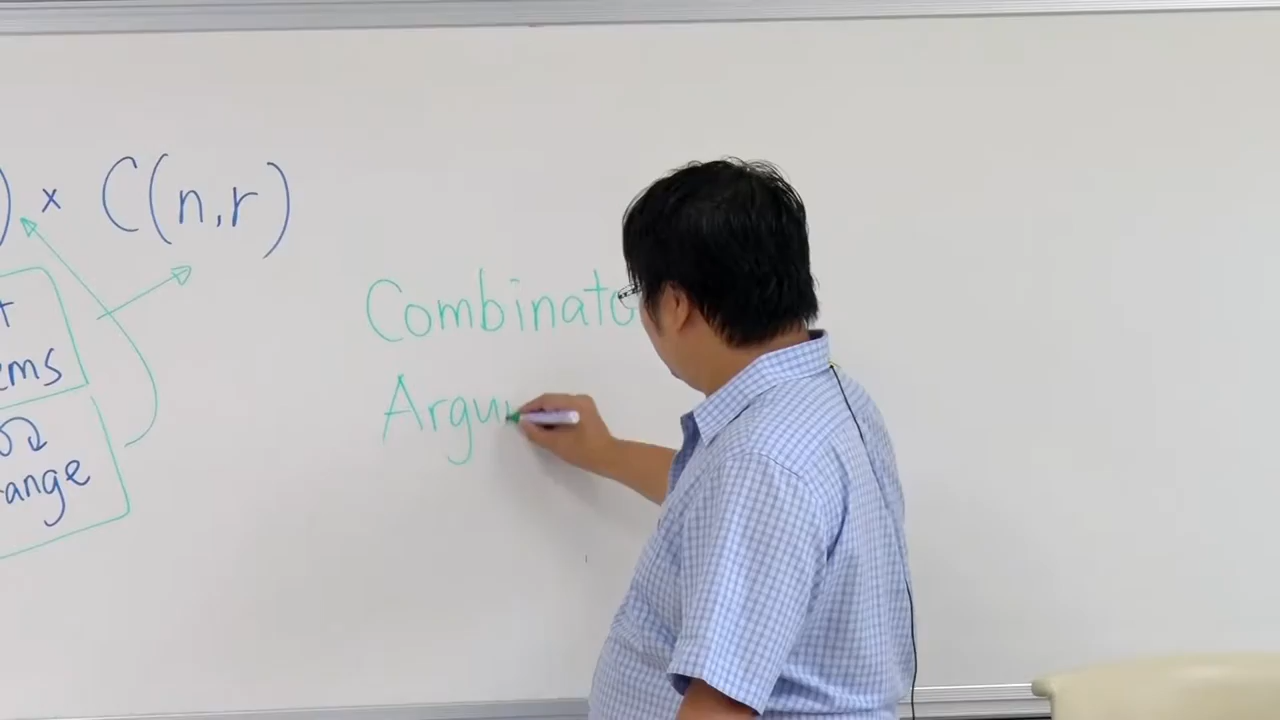 ) × C(n,r)
Combinato
Argu
ems
ange